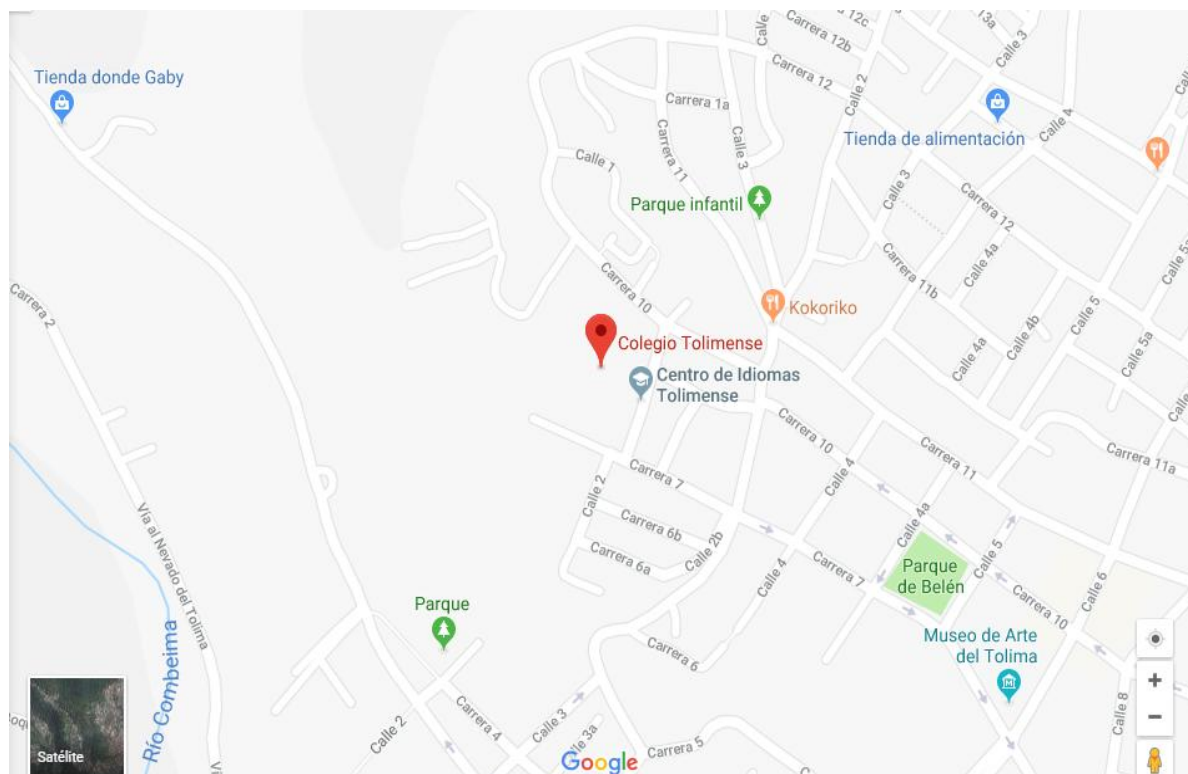 12c
13a
Calle 3
Calle
Carrera 12b
Carrera 12
Calle 2
Tienda donde Gaby
Carrera 1a
Tienda de alimentación
Calle 4
Calle 1
Carrera 11
Calle 3
Calle 3
Parque infantil
Carrera 12
Calle 5a
Calle 4a
Carrera 10
Carrera 11b
Carrera 2
Kokoriko
Calle 5
Calle 4b
Colegio Tolimense
Calle 4a
Calle 5a
Centro de Idiomas
Tolimense
Calle
Carrera 10
Carrera 11
Carrera 11a
Carrera 7
Calle 4
Calle 2
Calle 4a
Vía al Nevado del Tolima
Carrera 6b
Calle 2b
Calle 5
Carrera 6a
Calle 4
Carrera 7
Parque
de Belén
Calle 6
Parque
Carrera 10
Museo de Arte
del Tolima
Río Combeima
Carrera 6
Calle 8
Calle 2
Carrera 4
Calle 3
Calle 3a
Carrera 5
Satélite
Google